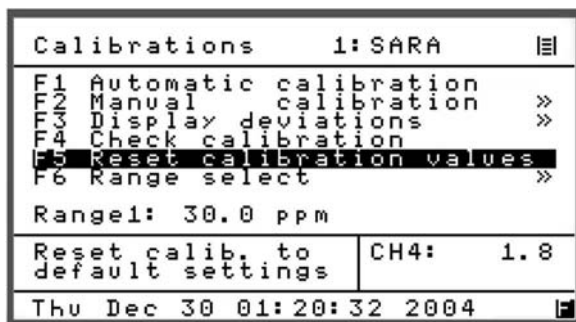 Calibrations 1:SARA
F1 Automatic calibration
F2 Manual calibration »
F3 Display deviations »
F4 Check calibration
F5 Reset calibration values
F6 Range select »
Range1: 30.0 ppm
Reset calib. to
default settings
CH4: 1.8
Thu Dec 30 01:20:32 2004 F